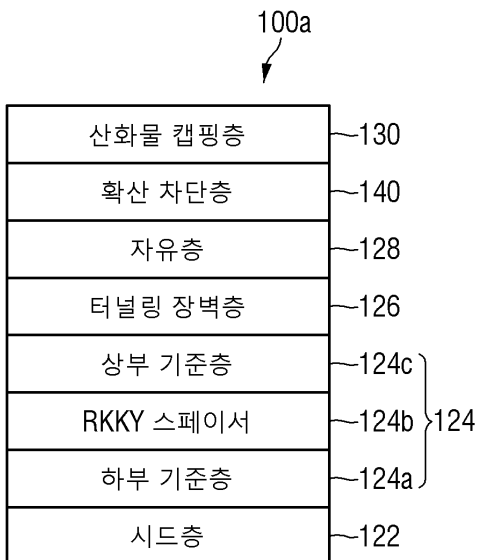 100a
산화물 캡핑층 130
확산 차단층 140
자유층 128
터널링 장벽층 126
상부 기준층 124c
RKKY 스페이서 124b 124
하부 기준층 124a
시드층 122